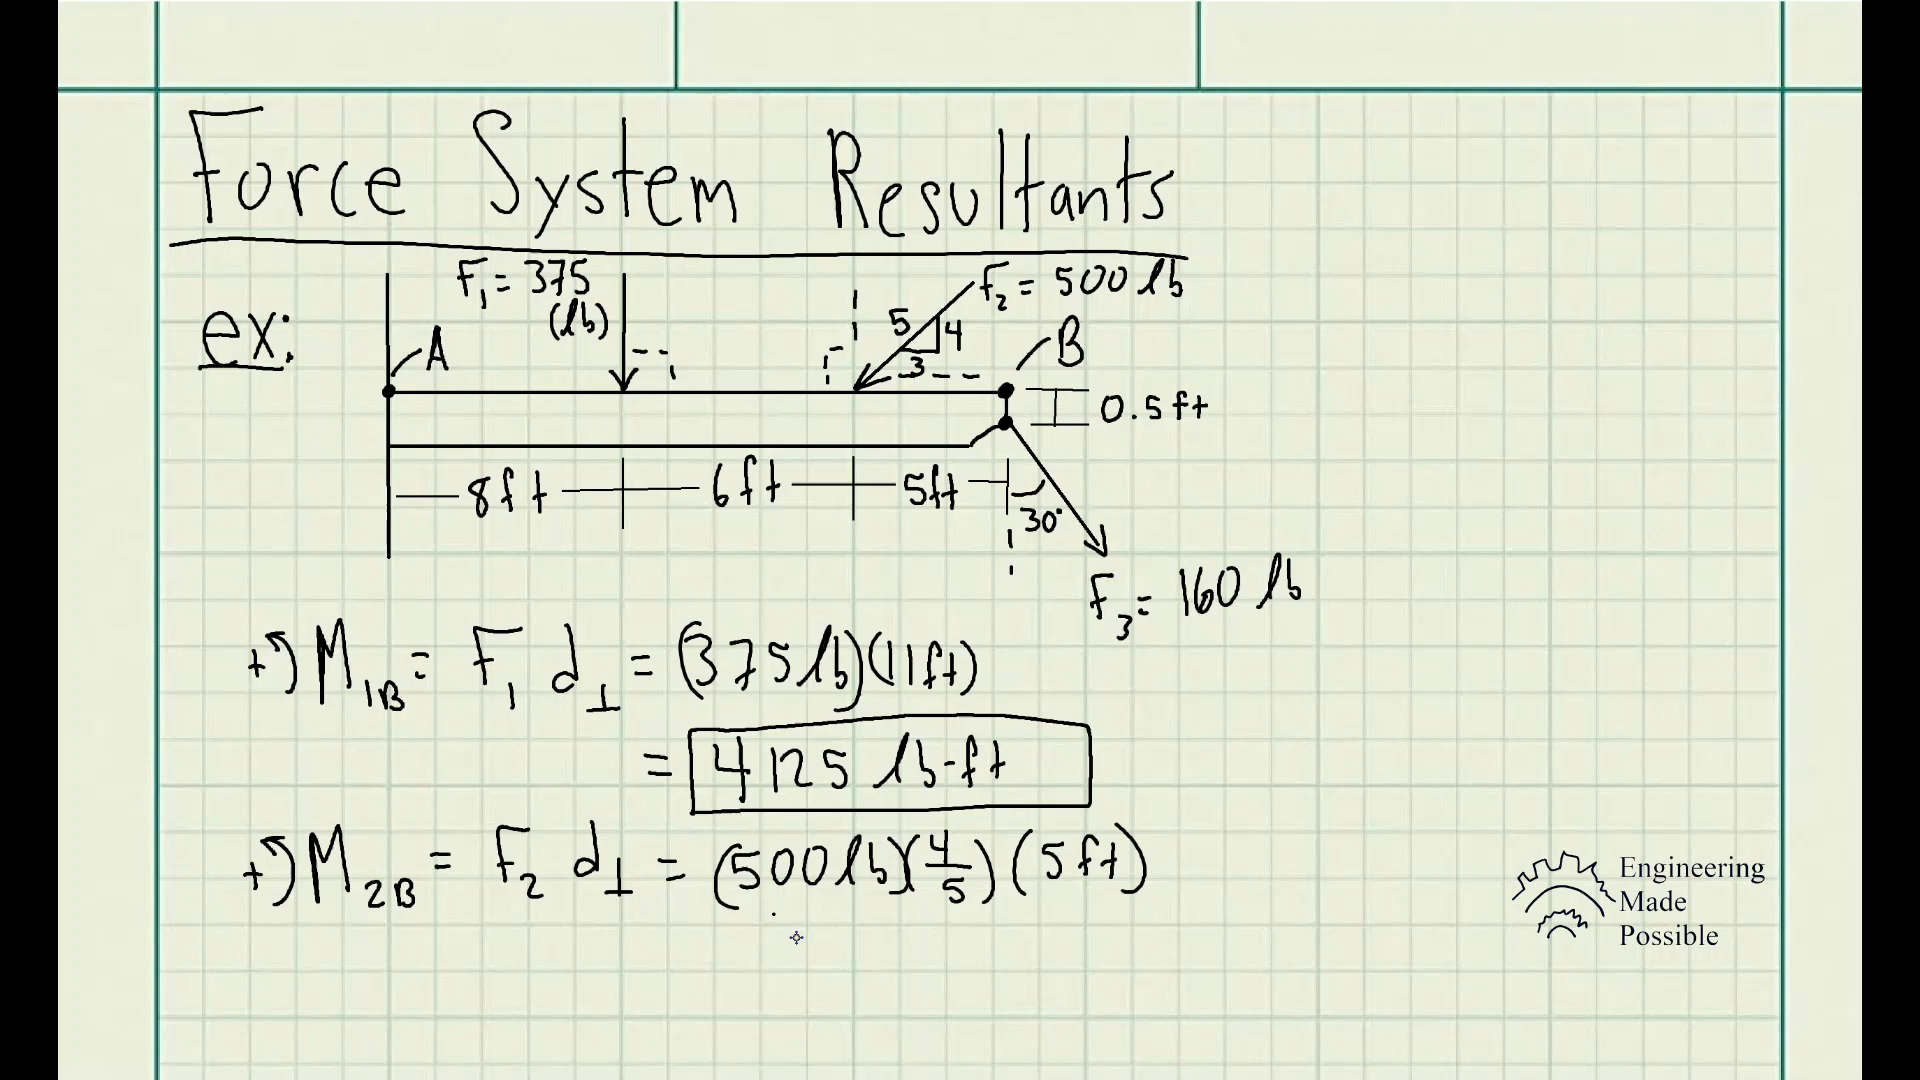 Force System Resultants
ex:
F₁ = 375
(lb)
F₂ = 500 lb
5
4
3
A
B
0.5 ft
8 ft
6 ft
5 ft
30°
F₃ = 160 lb
+) M₁B = F₁ d⊥ = (375 lb)(11 ft)
= 4125 lb-ft
+) M₂B = F₂ d⊥ = (500 lb)(4/5)(5 ft)
Engineering
Made
Possible